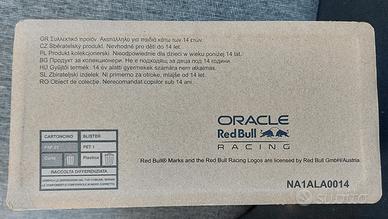 GR Συλλεκτικό προϊόν. Ακατάλληλο για παιδιά κάτω των 14 ετών.
CZ Sběratelský produkt. Nevhodné pro děti do 14 let.
PL Produkt kolekcjonerski. Nieodpowiednie dla dzieci w wieku poniżej 14 lat.
BG Продукт за колекционери. Не е подходящ за деца под 14 години.
HU Gyűjtői termék. 14 év alatti gyermekek számára nem alkalmas.
SL Zbirateljski izdelek. Ni primerno za otroke, mlajše od 14 let.
RO Obiect de colecție. Nerecomandat copiilor sub 14 ani.
ORACLE
Red Bull
RACING
CARTONCINO BLISTER
PAP 21 PET 1
Carta Plastica
RACCOLTA DIFFERENZIATA
Red Bull® Marks and the Red Bull Racing Logos are licensed by Red Bull GmbH/Austria
NA1ALA0014
subito